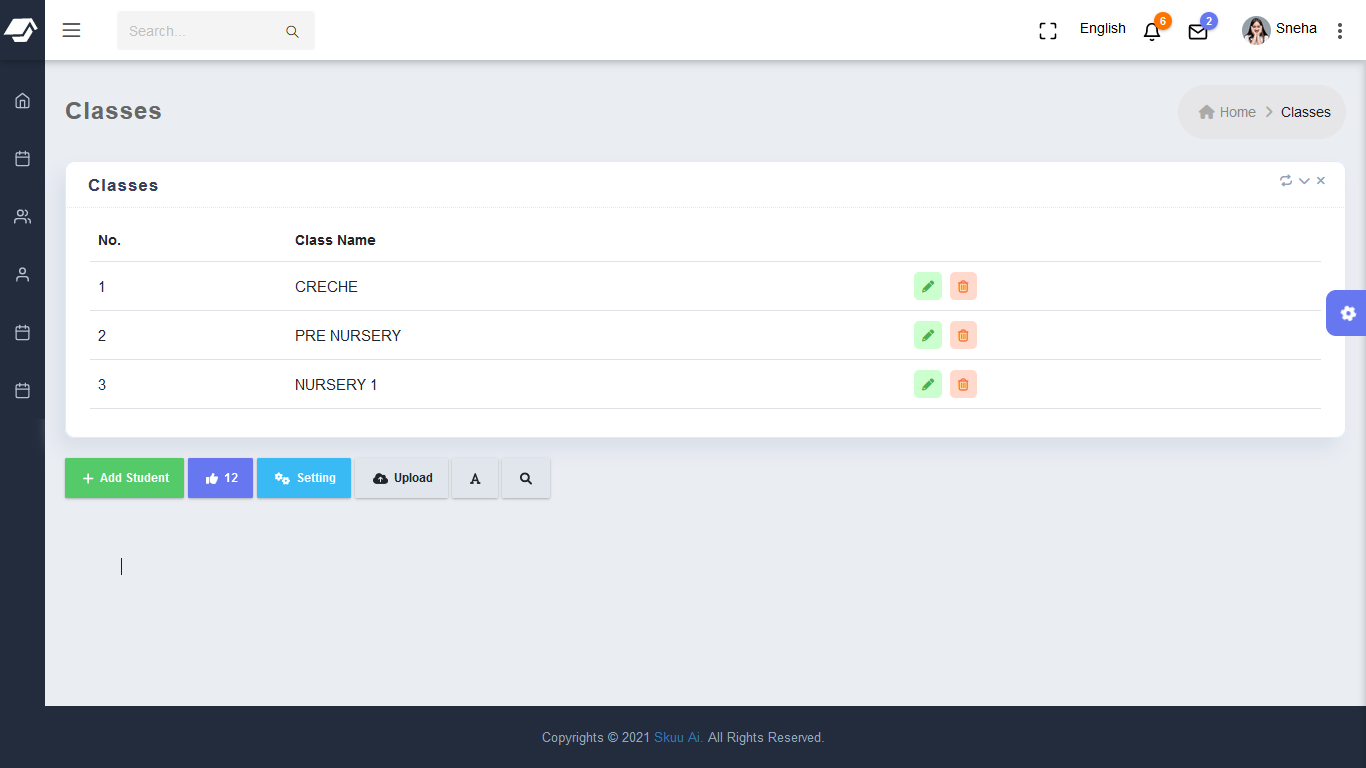 Search...
English
6
2
Sneha
Classes
Home
Classes
Classes
No. Class Name
1 CRECHE
2 PRE NURSERY
3 NURSERY 1
Add Student 12 Setting Upload A
Copyrights © 2021 Skuu Ai. All Rights Reserved.